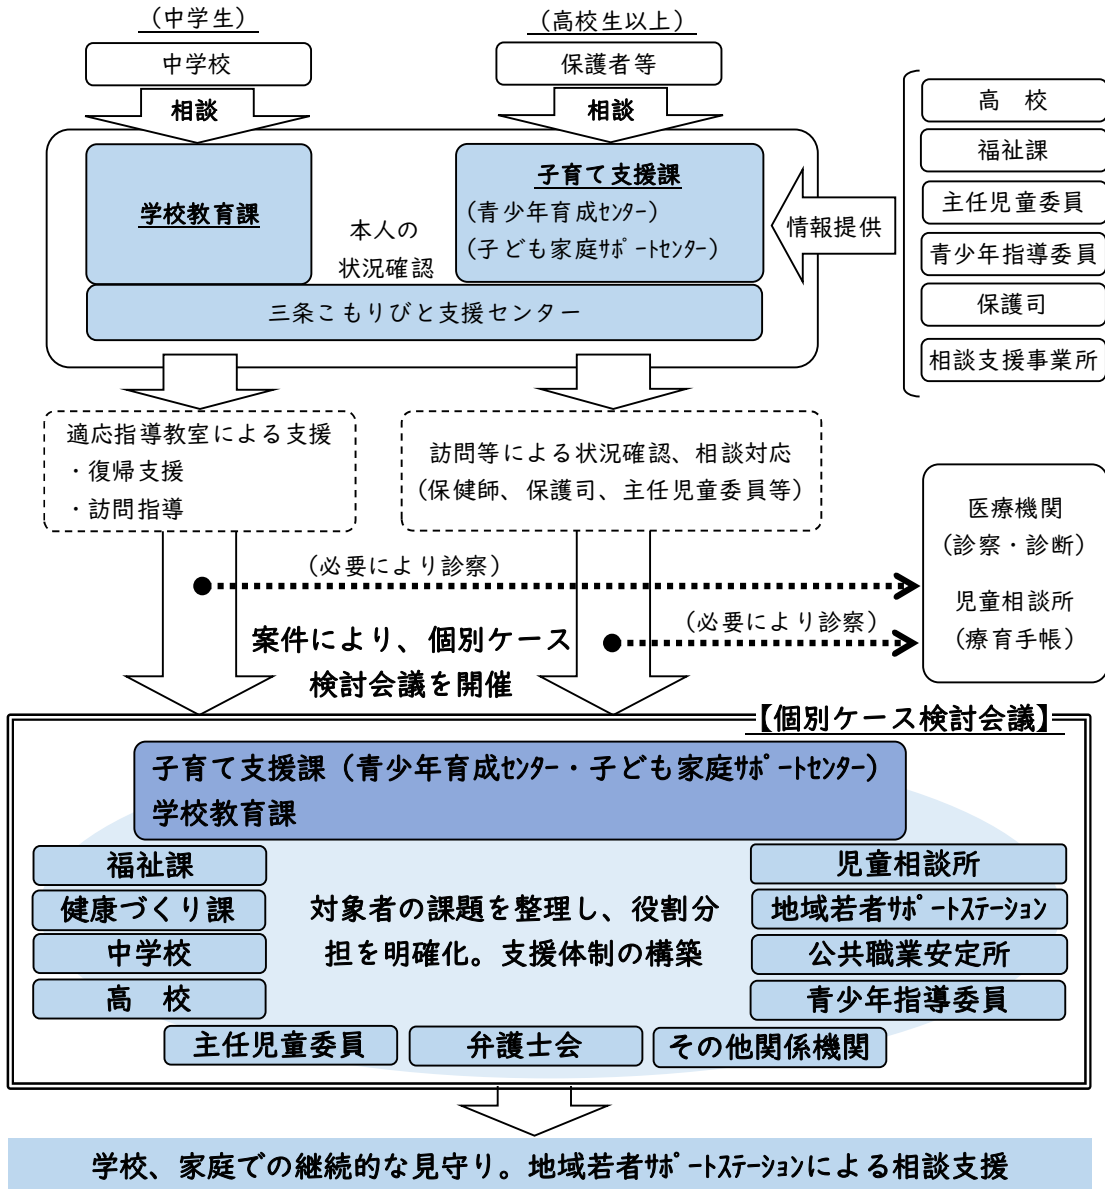 （中学生）
中学校
相談
（高校生以上）
保護者等
相談
学校教育課
本人の
状況確認
子育て支援課
(青少年育成ｾﾝﾀｰ)
(子ども家庭ｻﾎﾟｰﾄｾﾝﾀｰ)
三条こもりびと支援センター
情報提供
高　校
福祉課
主任児童委員
青少年指導委員
保護司
相談支援事業所
適応指導教室による支援
・復帰支援
・訪問指導
訪問等による状況確認、相談対応
(保健師、保護司、主任児童委員等)
医療機関
(診察・診断)
児童相談所
(療育手帳)
(必要により診察)
(必要により診察)
案件により、個別ケース
検討会議を開催
【個別ケース検討会議】
子育て支援課（青少年育成ｾﾝﾀｰ・子ども家庭ｻﾎﾟｰﾄｾﾝﾀｰ）
学校教育課
福祉課
健康づくり課
中学校
高　校
対象者の課題を整理し、役割分
担を明確化。支援体制の構築
児童相談所
地域若者ｻﾎﾟｰﾄｽﾃｰｼｮﾝ
公共職業安定所
青少年指導委員
主任児童委員
弁護士会
その他関係機関
学校、家庭での継続的な見守り。地域若者ｻﾎﾟｰﾄｽﾃｰｼｮﾝによる相談支援